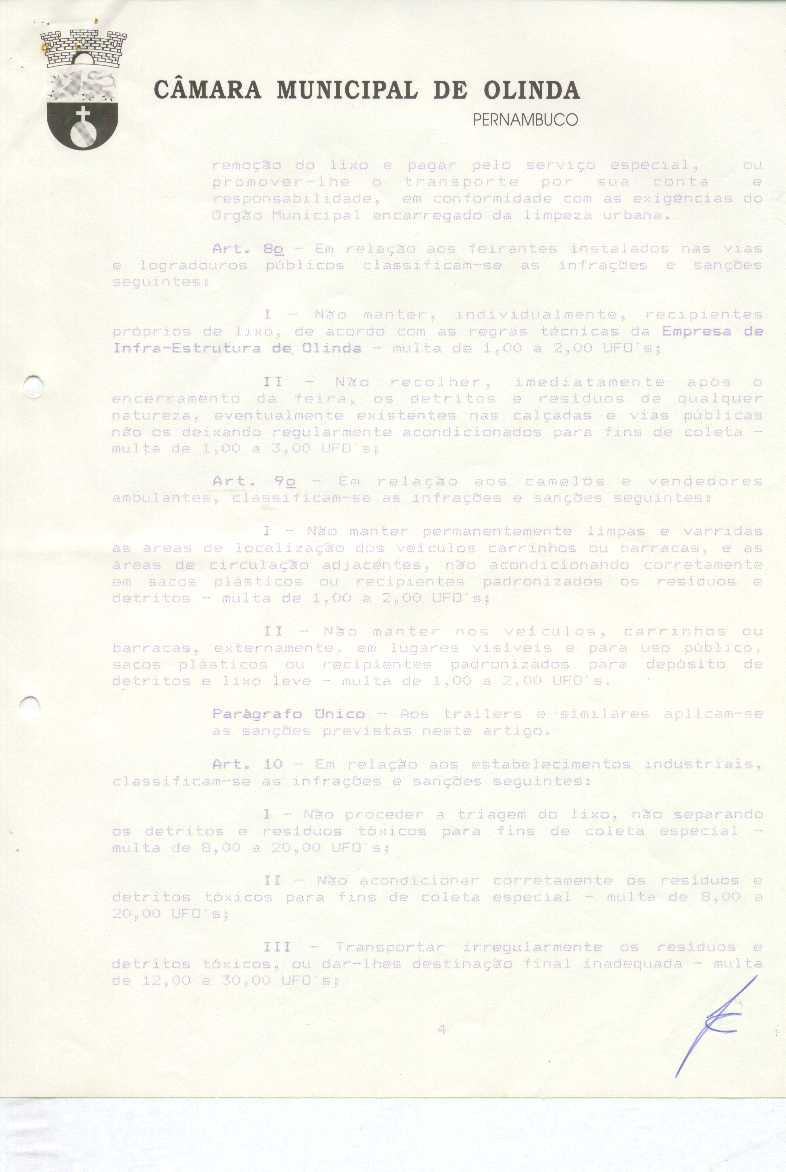 CÂMARA MUNICIPAL DE OLINDA
PERNAMBUCO
remoção do lixo e pagar pelo serviço especial, ou
promover-lhe o transporte por sua conta e
responsabilidade, em conformidade com as exigências do
Orgão Municipal encarregado da limpeza urbana.
Art. 8o - Em relação aos feirantes instalados nas vias
e logradouros públicos classificam-se as infrações e sanções
seguintes:
I - Não manter, individualmente, recipientes
próprios de lixo, de acordo com as regras técnicas da Empresa de
Infra-Estrutura de Olinda - multa de 1,00 a 2,00 UFO's;
II - Não recolher, imediatamente após o
encerramento da feira, os detritos e resíduos de qualquer
natureza, eventualmente existentes nas calçadas e vias públicas
não os deixando regularmente acondicionados para fins de coleta -
multa de 1,00 a 3,00 UFO's;
Art. 9o - Em relação aos camelôs e vendedores
ambulantes, classificam-se as infrações e sanções seguintes:
I - Não manter permanentemente limpas e varridas
as áreas de localização dos veículos carrinhos ou barracas, e as
áreas de circulação adjacentes, não acondicionando corretamente
em sacos plásticos ou recipientes padronizados os resíduos e
detritos - multa de 1,00 a 2,00 UFO's;
II - Não manter nos veículos, carrinhos ou
barracas, externamente, em lugares visíveis e para uso público,
sacos plásticos ou recipientes padronizados para depósito de
detritos e lixo leve - multa de 1,00 a 2,00 UFO's.
Parágrafo Único - Aos trailers e similares aplicam-se
as sanções previstas neste artigo.
Art. 10 - Em relação aos estabelecimentos industriais,
classificam-se as infrações e sanções seguintes:
I - Não proceder a triagem do lixo, não separando
os detritos e resíduos tóxicos para fins de coleta especial -
multa de 8,00 a 20,00 UFO's;
II - Não acondicionar corretamente os resíduos e
detritos tóxicos para fins de coleta especial - multa de 8,00 a
20,00 UFO's;
III - Transportar irregularmente os resíduos e
detritos tóxicos, ou dar-lhes destinação final inadequada - multa
de 12,00 a 30,00 UFO's;
4